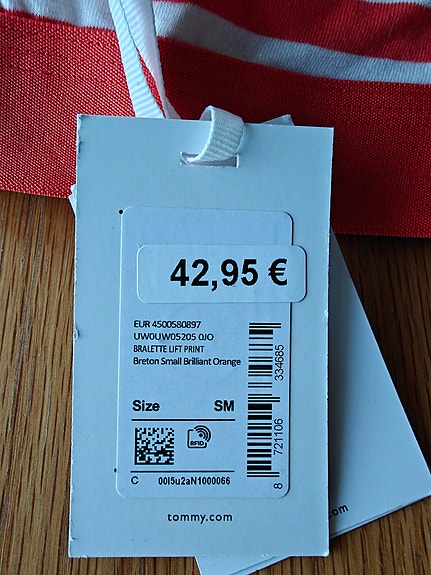 42,95 €
EUR 4500580897
UW0UW05205 0JO
BRALETTE LIFT PRINT
Breton Small Brilliant Orange
Size SM
RFID
C 00I5u2aN1000066
8 721106 334685
tommy.com
om